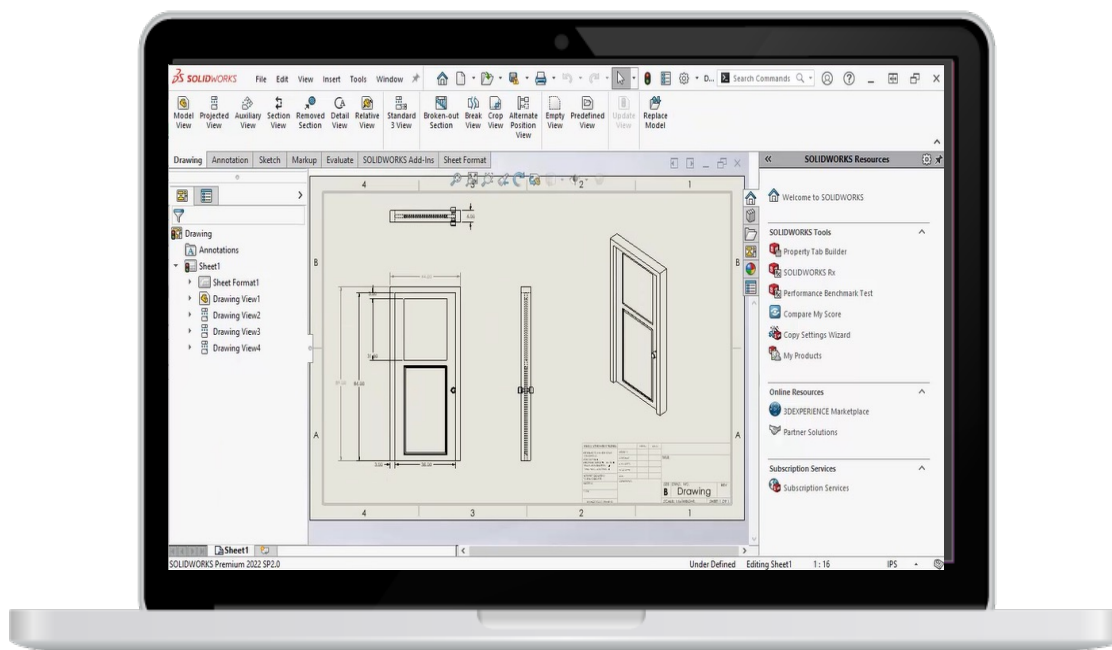 SOLIDWORKS File Edit View Insert Tools Window D... Search Commands
Model View Projected View Auxiliary View Section View Removed Section Detail View Relative View Standard 3 View Broken-out Section Break View Crop View Alternate Position View Empty View Predefined View Update View Replace Model
Drawing Annotation Sketch Markup Evaluate SOLIDWORKS Add-Ins Sheet Format
SOLIDWORKS Resources
Drawing
Annotations
Sheet1
Sheet Format1
Drawing View1
Drawing View2
Drawing View3
Drawing View4
4 3 2 1
B B
A A
B Drawing
4 3 2 1
Welcome to SOLIDWORKS
SOLIDWORKS Tools
Property Tab Builder
SOLIDWORKS Rx
Performance Benchmark Test
Compare My Score
Copy Settings Wizard
My Products
Online Resources
3DEXPERIENCE Marketplace
Partner Solutions
Subscription Services
Subscription Services
Sheet1
SOLIDWORKS Premium 2022 SP2.0 Under Defined Editing Sheet1 1:16 IPS